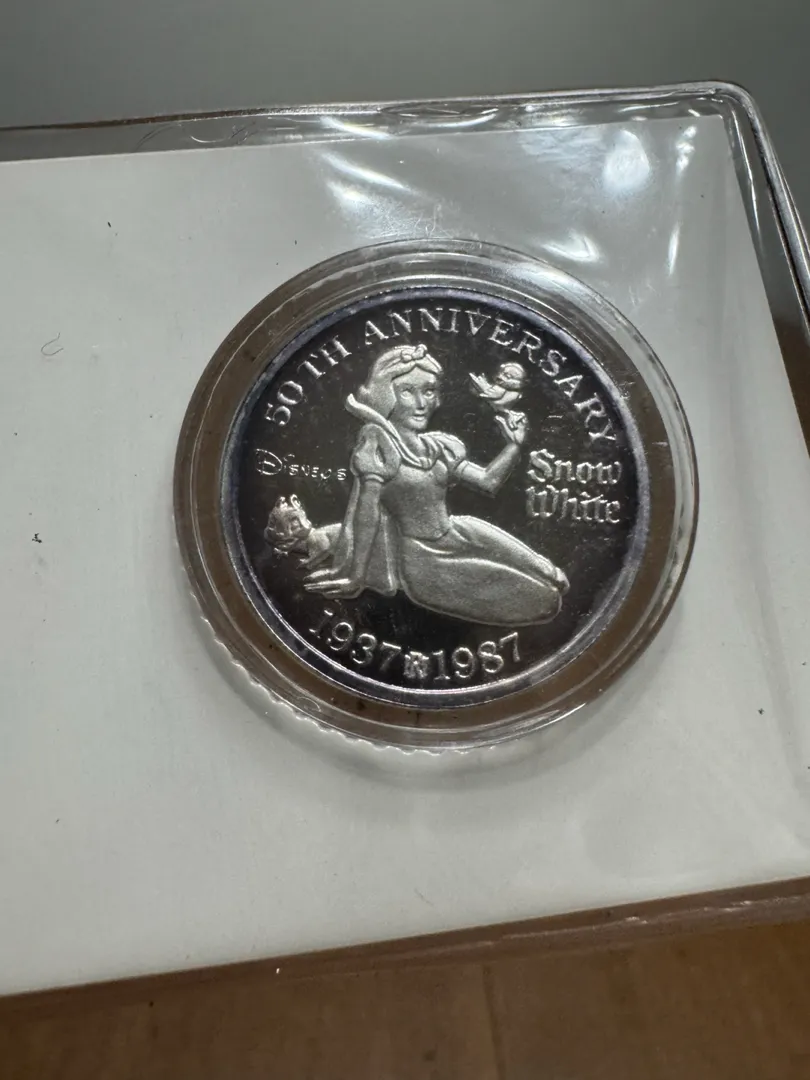 50TH ANNIVERSARY
DISNEY'S
Snow
White
1937 1987